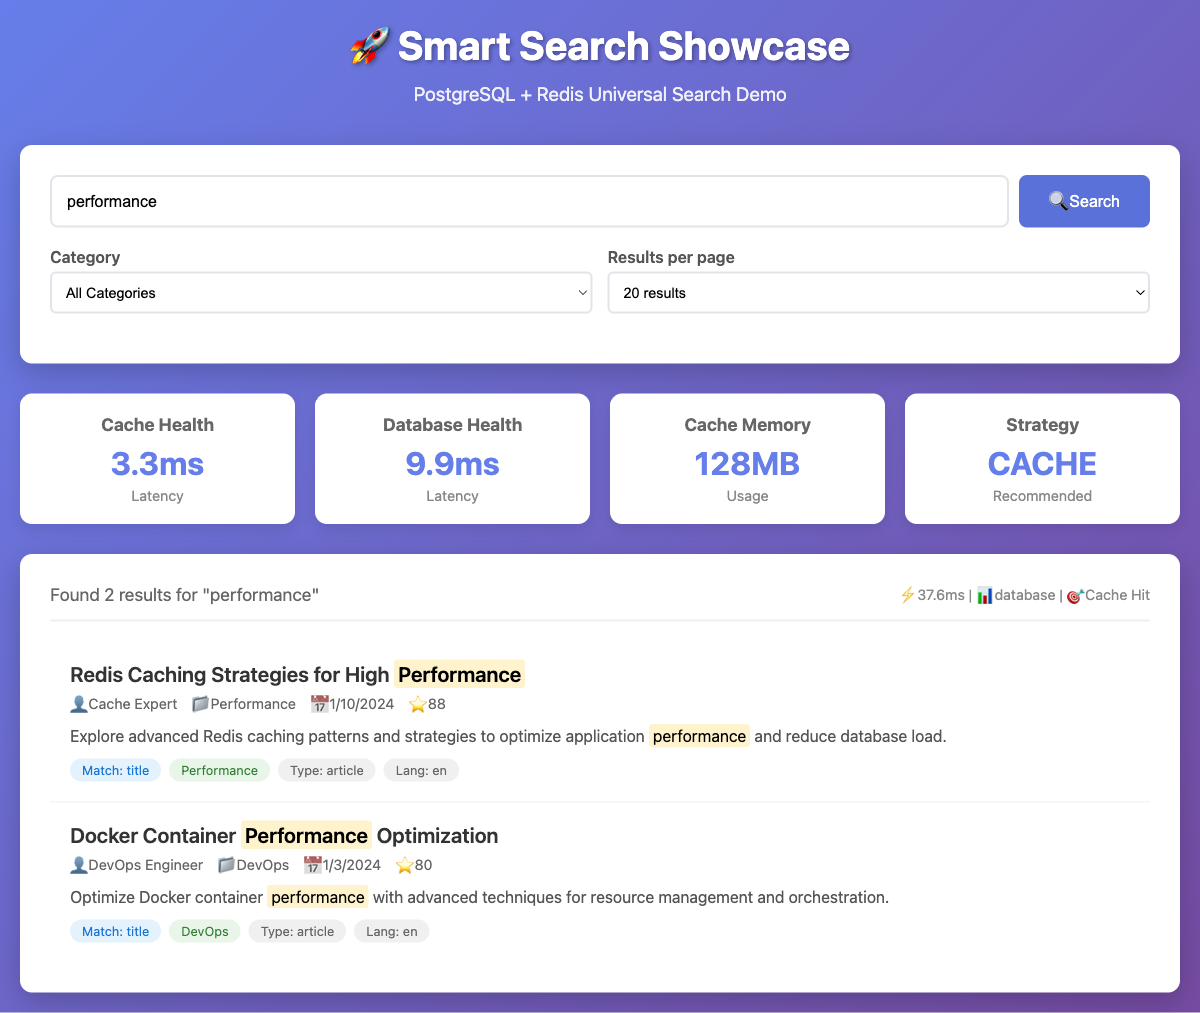 🚀 Smart Search Showcase
PostgreSQL + Redis Universal Search Demo
performance
🔍 Search
Category
Results per page
All Categories
20 results
Cache Health
3.3ms
Latency
Database Health
9.9ms
Latency
Cache Memory
128MB
Usage
Strategy
CACHE
Recommended
Found 2 results for "performance"
⚡ 37.6ms | 📊 database | 🎯 Cache Hit
Redis Caching Strategies for High Performance
👤 Cache Expert 📁 Performance 📅 1/10/2024 ⭐ 88
Explore advanced Redis caching patterns and strategies to optimize application performance and reduce database load.
Match: title Performance Type: article Lang: en
Docker Container Performance Optimization
👤 DevOps Engineer 📁 DevOps 📅 1/3/2024 ⭐ 80
Optimize Docker container performance with advanced techniques for resource management and orchestration.
Match: title DevOps Type: article Lang: en